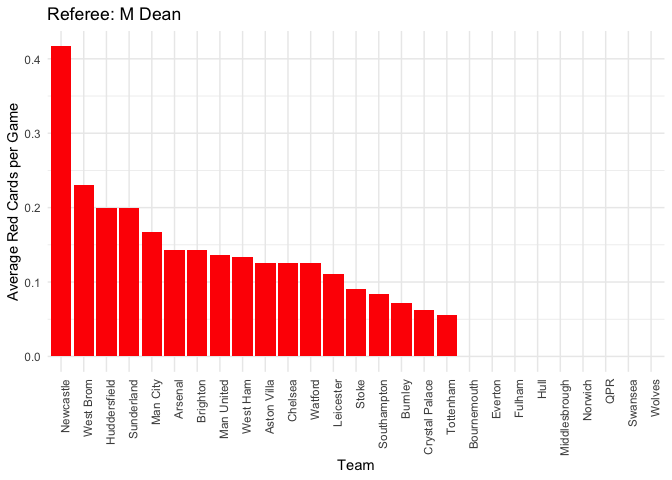 Referee: M Dean
Average Red Cards per Game
0.4
0.3
0.2
0.1
0.0
Newcastle
West Brom
Huddersfield
Sunderland
Man City
Arsenal
Brighton
Man United
West Ham
Aston Villa
Chelsea
Watford
Leicester
Stoke
Southampton
Burnley
Crystal Palace
Tottenham
Bournemouth
Everton
Fulham
Hull
Middlesbrough
Norwich
QPR
Swansea
Wolves
Team